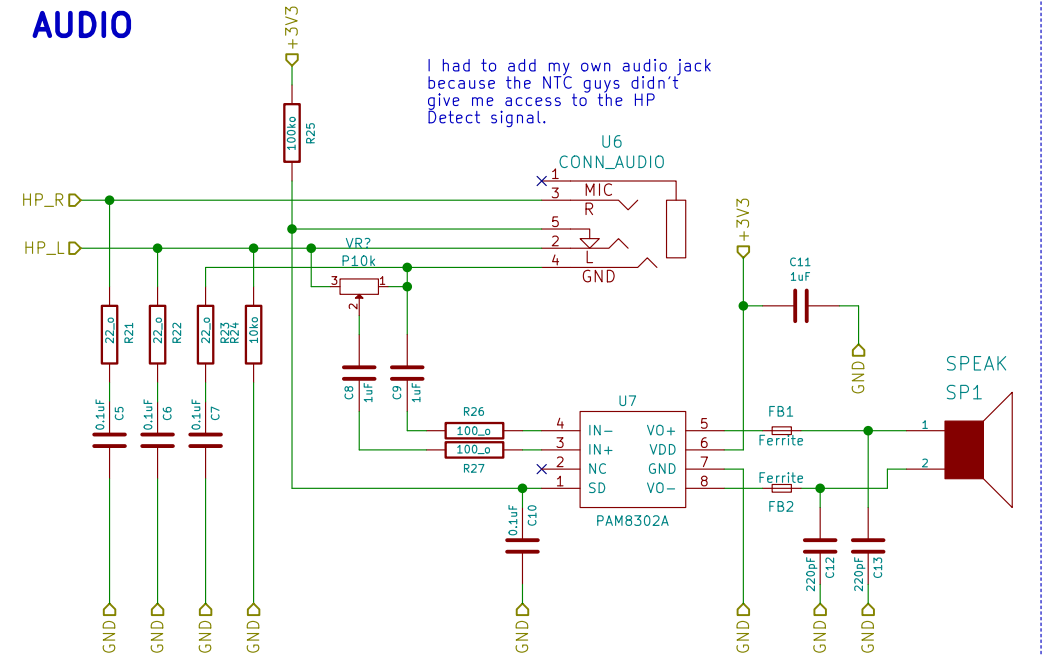 AUDIO
+3V3
I had to add my own audio jack
because the NTC guys didn't
give me access to the HP
Detect signal.
100ko
R25
U6
CONN_AUDIO
1
MIC
3
R
5
2
L
4
GND
HP_R
HP_L
VR?
P10k
3
1
2
+3V3
C11
1uF
GND
22_o
R21
22_o
R22
22_o
R23
R24
10ko
0.1uF
C5
0.1uF
C6
0.1uF
C7
C8
1uF
C9
1uF
R26
100_o
100_o
R27
U7
4
IN-
3
IN+
2
NC
1
SD
VO+
5
VDD
6
GND
7
VO-
8
PAM8302A
0.1uF
C10
FB1
Ferrite
Ferrite
FB2
SPEAK
SP1
1
2
220pF
C12
220pF
C13
GND
GND
GND
GND
GND
GND
GND
GND